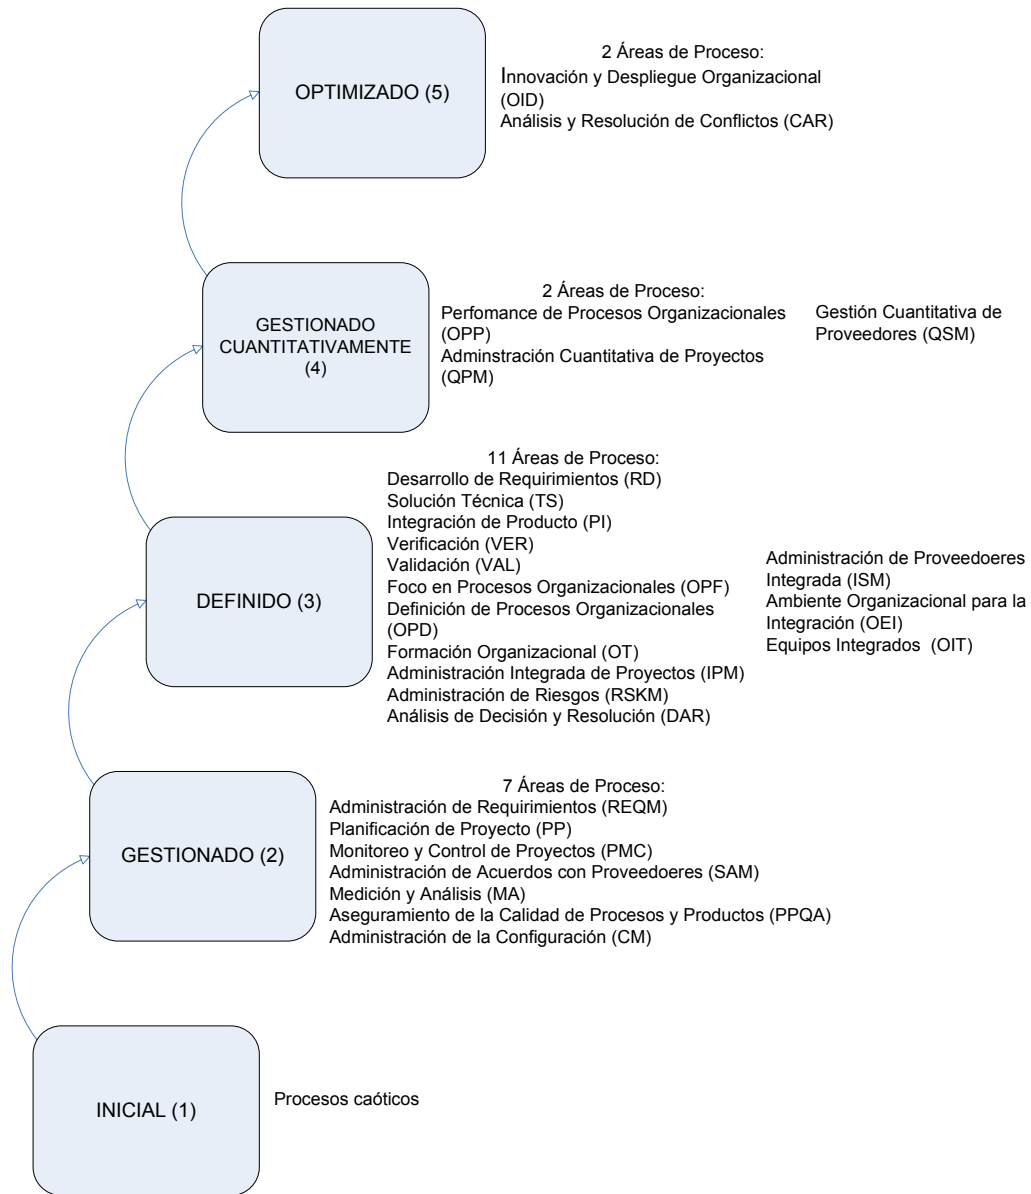 OPTIMIZADO (5)
2 Áreas de Proceso:
Innovación y Despliegue Organizacional
(OID)
Análisis y Resolución de Conflictos (CAR)
GESTIONADO
CUANTITATIVAMENTE
(4)
2 Áreas de Proceso:
Perfomance de Procesos Organizacionales
(OPP)
Adminstración Cuantitativa de Proyectos
(QPM)
Gestión Cuantitativa de
Proveedores (QSM)
DEFINIDO (3)
11 Áreas de Proceso:
Desarrollo de Requirimientos (RD)
Solución Técnica (TS)
Integración de Producto (PI)
Verificación (VER)
Validación (VAL)
Foco en Procesos Organizacionales (OPF)
Definición de Procesos Organizacionales
(OPD)
Formación Organizacional (OT)
Administración Integrada de Proyectos (IPM)
Administración de Riesgos (RSKM)
Análisis de Decisión y Resolución (DAR)
Administración de Proveedoeres
Integrada (ISM)
Ambiente Organizacional para la
Integración (OEI)
Equipos Integrados  (OIT)
GESTIONADO (2)
7 Áreas de Proceso:
Administración de Requirimientos (REQM)
Planificación de Proyecto (PP)
Monitoreo y Control de Proyectos (PMC)
Administración de Acuerdos con Proveedoeres (SAM)
Medición y Análisis (MA)
Aseguramiento de la Calidad de Procesos y Productos (PPQA)
Administración de la Configuración (CM)
INICIAL (1)
Procesos caóticos